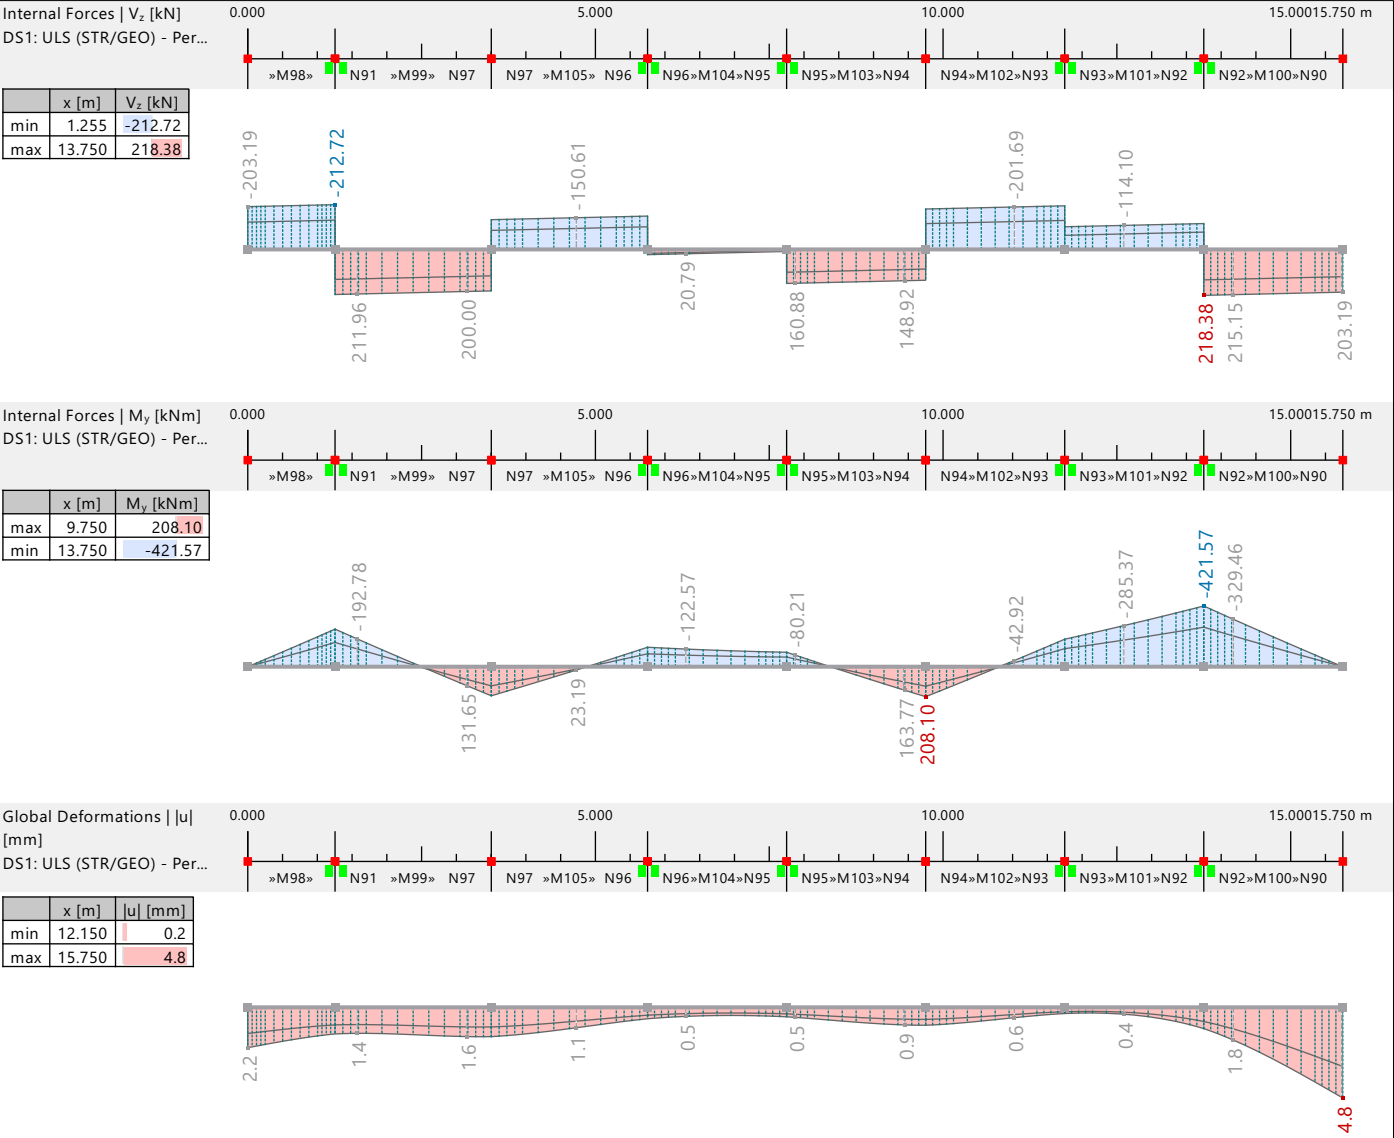 Internal Forces | Vz [kN]
DS1: ULS (STR/GEO) - Per...
0.000 5.000 10.000 15.00015.750 m
»M98» N91 »M99» N97 N97 »M105» N96 N96»M104»N95 N95»M103»N94 N94»M102»N93 N93»M101»N92 N92»M100»N90
x [m] Vz [kN]
min 1.255 -212.72
max 13.750 218.38
-203.19 -212.72 -150.61 -201.69 -114.10
211.96 200.00 20.79 160.88 148.92 218.38 215.15 203.19
Internal Forces | My [kNm]
DS1: ULS (STR/GEO) - Per...
0.000 5.000 10.000 15.00015.750 m
»M98» N91 »M99» N97 N97 »M105» N96 N96»M104»N95 N95»M103»N94 N94»M102»N93 N93»M101»N92 N92»M100»N90
x [m] My [kNm]
max 9.750 208.10
min 13.750 -421.57
-192.78 -122.57 -80.21 -42.92 -285.37 -421.57 -329.46
131.65 23.19 163.77 208.10
Global Deformations | |u|
[mm]
DS1: ULS (STR/GEO) - Per...
0.000 5.000 10.000 15.00015.750 m
»M98» N91 »M99» N97 N97 »M105» N96 N96»M104»N95 N95»M103»N94 N94»M102»N93 N93»M101»N92 N92»M100»N90
x [m] |u| [mm]
min 12.150 0.2
max 15.750 4.8
2.2 1.4 1.6 1.1 0.5 0.5 0.9 0.6 0.4 1.8 4.8